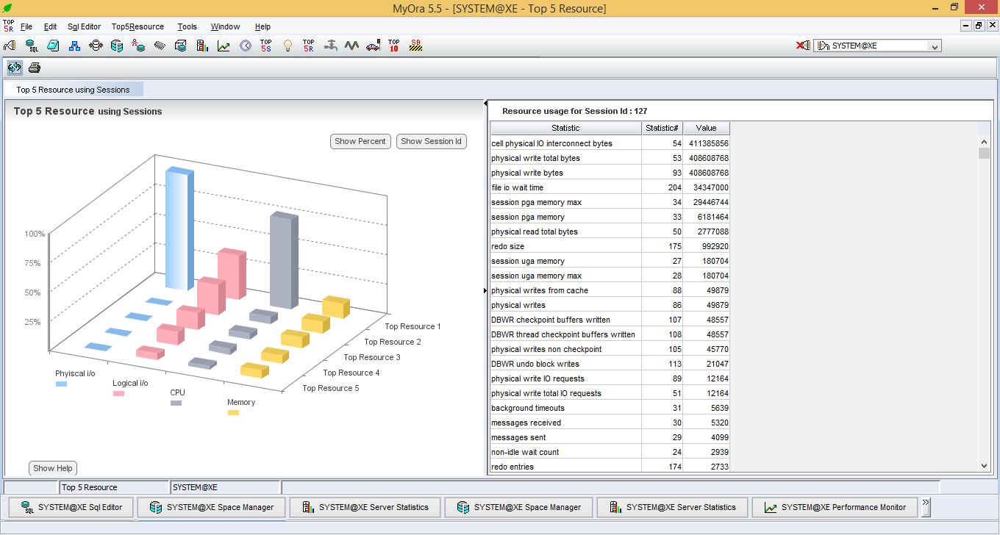 MyOra 5.5 - [SYSTEM@XE - Top 5 Resource]
TOP 5R File Edit Sql Editor Top5Resource Tools Window Help
SQL TOP 5S TOP 5R TOP 10 SB SYSTEM@XE
Top 5 Resource using Sessions
Top 5 Resource using Sessions
Show Percent Show Session Id
100%
75%
50%
25%
Top Resource 1
Top Resource 2
Top Resource 3
Top Resource 4
Top Resource 5
Phyiscal i/o
Logical i/o
CPU
Memory
Show Help
Resource usage for Session Id : 127
Statistic Statistic# Value
cell physical IO interconnect bytes 54 411385856
physical write total bytes 53 408608768
physical write bytes 93 408608768
file io wait time 204 34347000
session pga memory max 34 29446744
session pga memory 33 6181464
physical read total bytes 50 2777088
redo size 175 992920
session uga memory 27 180704
session uga memory max 28 180704
physical writes from cache 88 49879
physical writes 86 49879
DBWR checkpoint buffers written 107 48557
DBWR thread checkpoint buffers written 108 48557
physical writes non checkpoint 105 45770
DBWR undo block writes 113 21047
physical write IO requests 89 12164
physical write total IO requests 51 12164
background timeouts 31 5639
messages received 30 5320
messages sent 29 4099
non-idle wait count 24 2939
redo entries 174 2733
Top 5 Resource SYSTEM@XE
SQL SYSTEM@XE Sql Editor SYSTEM@XE Space Manager SYSTEM@XE Server Statistics SYSTEM@XE Space Manager SYSTEM@XE Server Statistics SYSTEM@XE Performance Monitor